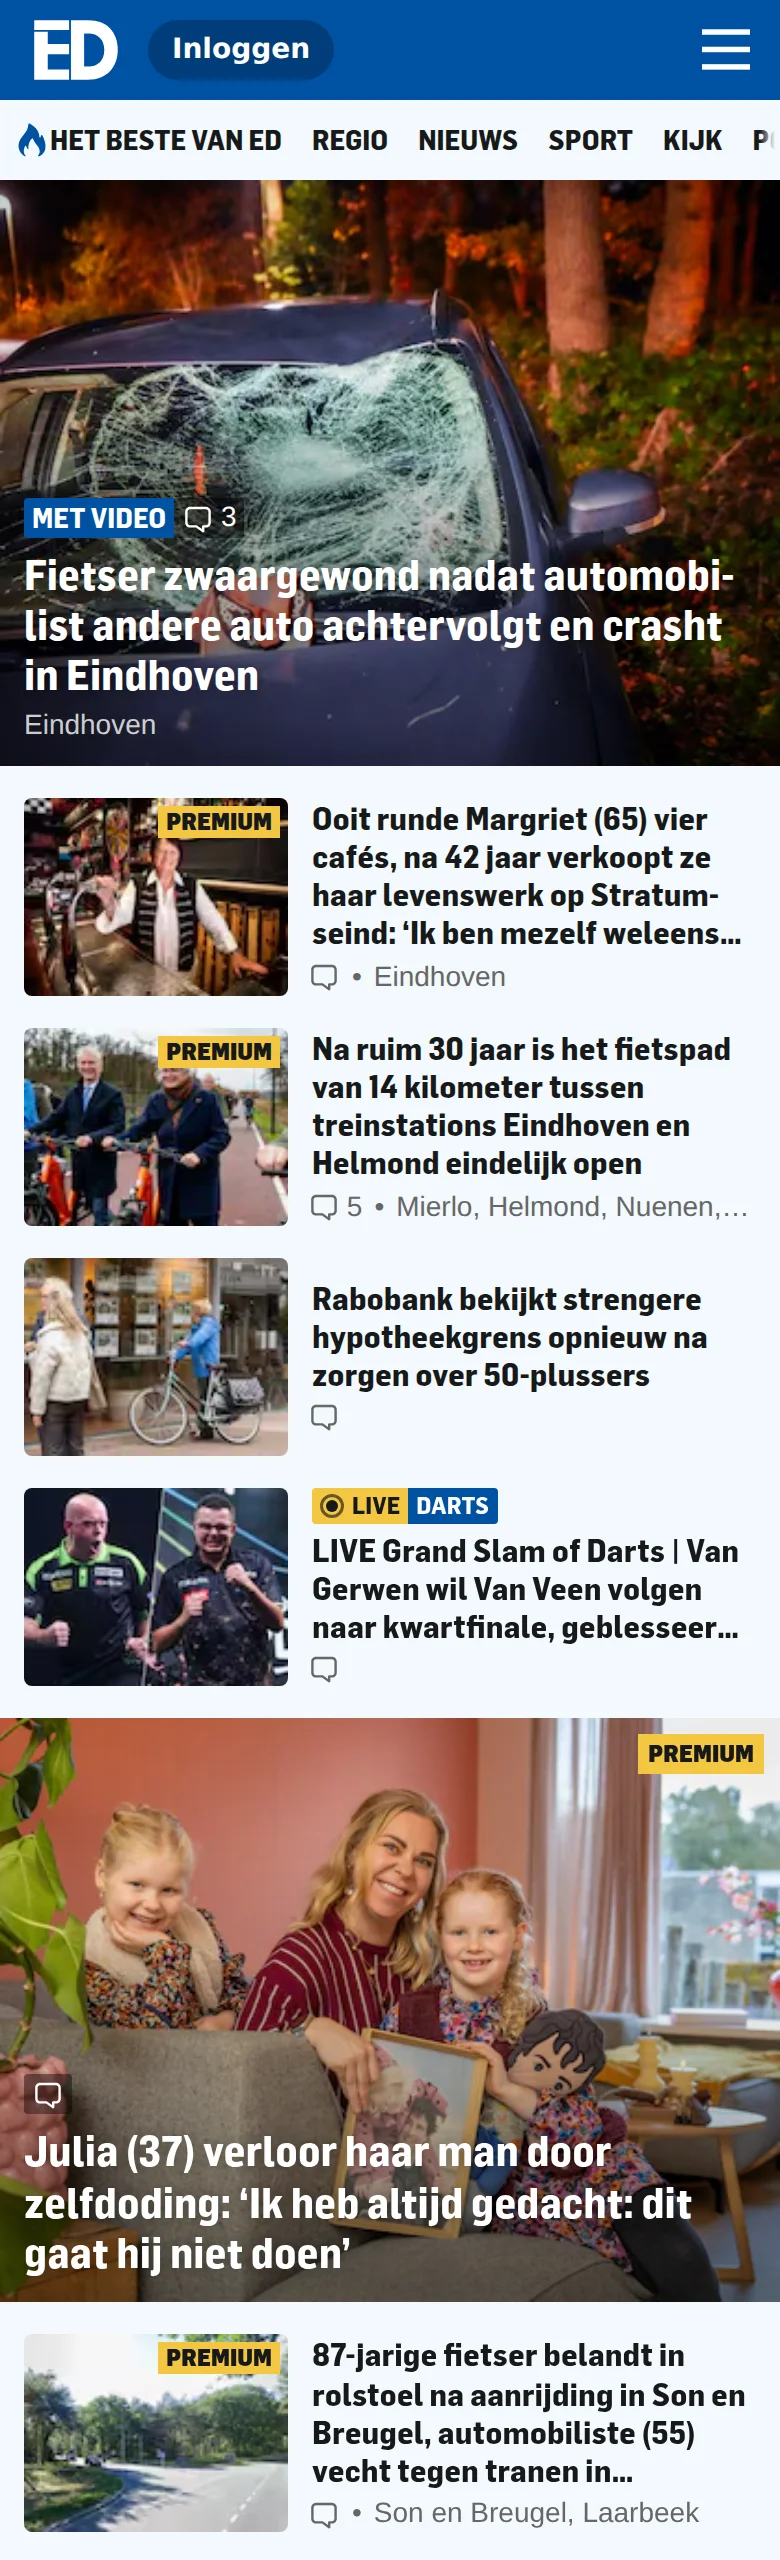 ED
Inloggen
HET BESTE VAN ED REGIO NIEUWS SPORT KIJK
MET VIDEO 3
Fietser zwaargewond nadat automobi-
list andere auto achtervolgt en crasht
in Eindhoven
Eindhoven
PREMIUM
Ooit runde Margriet (65) vier
cafés, na 42 jaar verkoopt ze
haar levenswerk op Stratum-
seind: ‘Ik ben mezelf weleens...
• Eindhoven
PREMIUM
Na ruim 30 jaar is het fietspad
van 14 kilometer tussen
treinstations Eindhoven en
Helmond eindelijk open
5 • Mierlo, Helmond, Nuenen,...
Rabobank bekijkt strengere
hypotheekgrens opnieuw na
zorgen over 50-plussers
LIVE DARTS
LIVE Grand Slam of Darts | Van
Gerwen wil Van Veen volgen
naar kwartfinale, geblesseer...
PREMIUM
Julia (37) verloor haar man door
zelfdoding: ‘Ik heb altijd gedacht: dit
gaat hij niet doen’
PREMIUM
87-jarige fietser belandt in
rolstoel na aanrijding in Son en
Breugel, automobiliste (55)
vecht tegen tranen in...
• Son en Breugel, Laarbeek